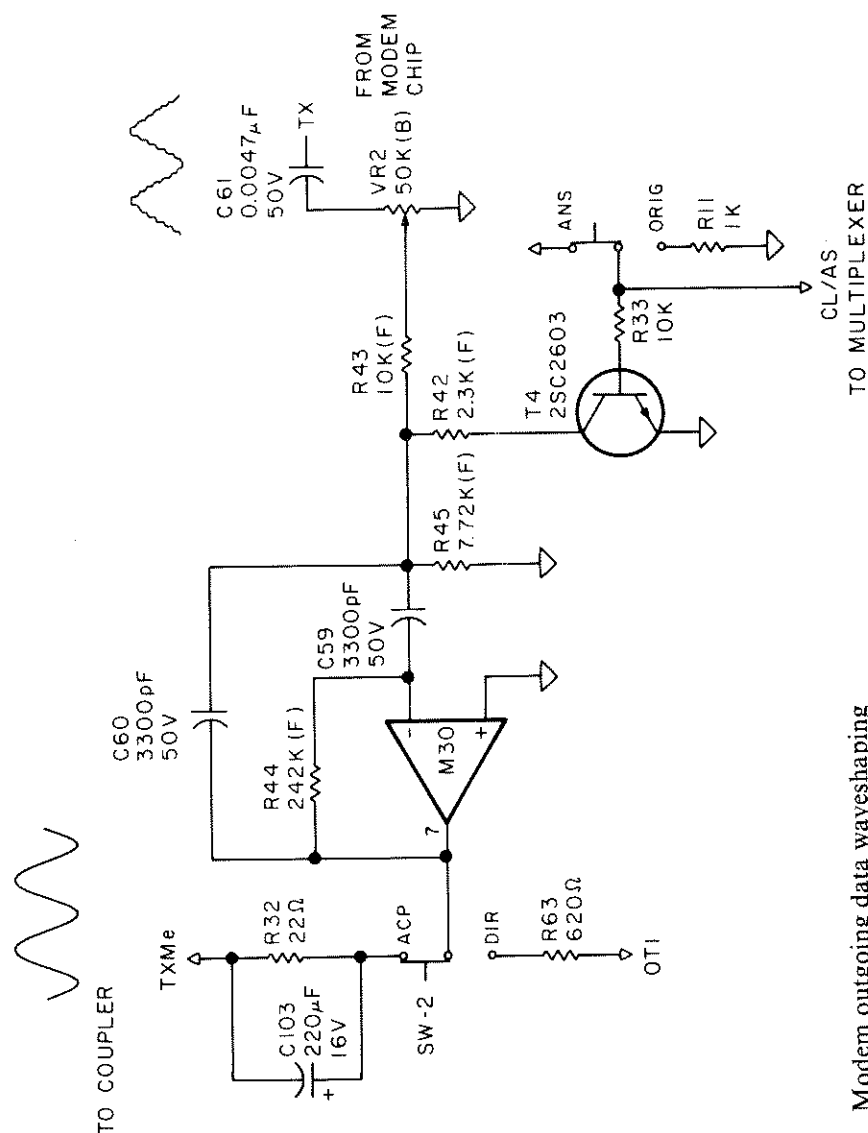 TO COUPLER
TXMe
C103
220μF
16V
+
R32
22Ω
ACP
SW-2
DIR
R63
620Ω
OT1
C60
3300pF
50V
R44
242K(F)
7
M30
-
+
C59
3300pF
50V
R45
7.72K(F)
R42
2.3K(F)
R43
10K(F)
T4
2SC2603
C61
0.0047μF
50V
TX
VR2
50K(B)
FROM
MODEM
CHIP
ANS
ORIG
R33
10K
R11
1K
CL/AS
TO MULTIPLEXER
Modem outgoing data waveshaping